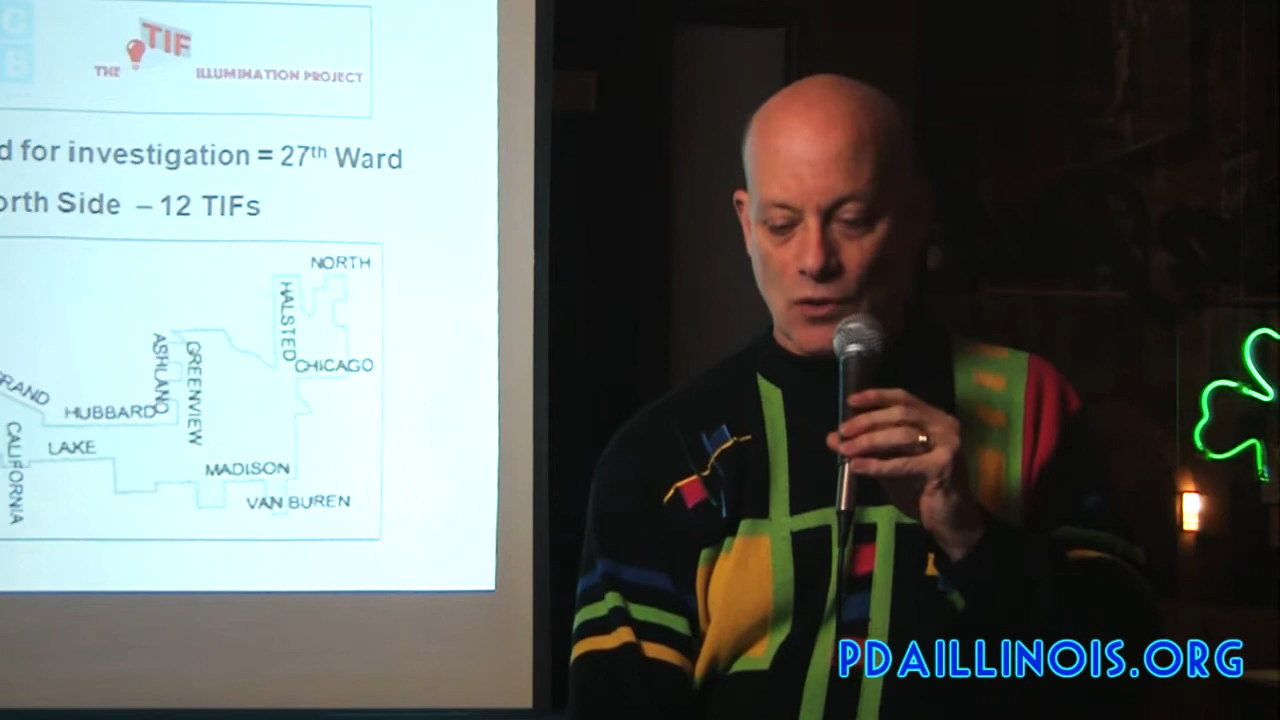 C
B
TIF
THE ILLUMINATION PROJECT
d for investigation = 27th Ward
orth Side – 12 TIFs
NORTH
HALSTED
ASHLAND
GREENVIEW
CHICAGO
RAND
HUBBARD
CALIFORNIA
LAKE
MADISON
VAN BUREN
PDAILLINOIS.ORG